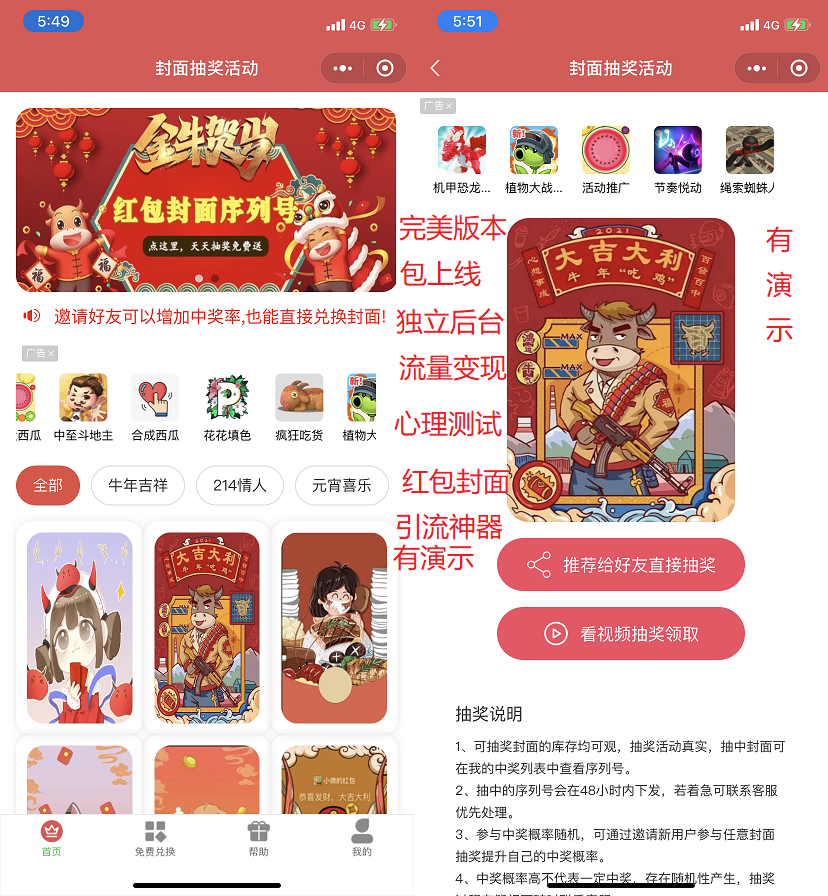 5:49
4G
封面抽奖活动
金牛贺岁
红包封面序列号
点这里，天天抽奖免费送
福
福
邀请好友可以增加中奖率,也能直接兑换封面!
广告×
西瓜
中至斗地主
合成西瓜
花花填色
疯狂吃货
新!
植物大
全部
牛年吉祥
214情人
元宵喜乐
2021
大吉大利
牛年"吃鸡"
小微的红包
恭喜发财，大吉大利
首页
免费兑换
帮助
我的
5:51
4G
封面抽奖活动
广告×
机甲恐龙...
新!
植物大战...
活动推广
节奏悦动
绳索蜘蛛人
完美版本
包上线
独立后台
流量变现
心理测试
红包封面
引流神器
有演示
有
演
示
2021
大吉大利
牛年"吃鸡"
心想事成
百發百中
鴻
MAX
牛
MAX
福
推荐给好友直接抽奖
看视频抽奖领取
抽奖说明
1、可抽奖封面的库存均可观，抽奖活动真实，抽中封面可
在我的中奖列表中查看序列号。
2、抽中的序列号会在48小时内下发，若着急可联系客服
优先处理。
3、参与中奖概率随机，可通过邀请新用户参与任意封面
抽奖提升自己的中奖概率。
4、中奖概率高不代表一定中奖，存在随机性产生，抽奖